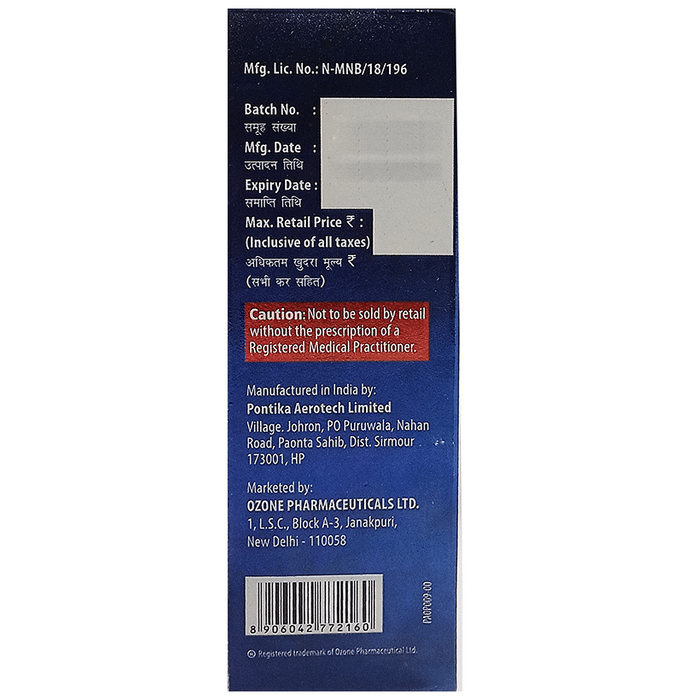 Mfg. Lic. No.: N-MNB/18/196
Batch No. :
समूह संख्या
Mfg. Date :
उत्पादन तिथि
Expiry Date :
समाप्ति तिथि
Max. Retail Price ₹ :
(Inclusive of all taxes)
अधिकतम खुदरा मूल्य ₹
(सभी कर सहित)
Caution: Not to be sold by retail
without the prescription of a
Registered Medical Practitioner.
Manufactured in India by:
Pontika Aerotech Limited
Village. Johron, PO Puruwala, Nahan
Road, Paonta Sahib, Dist. Sirmour
173001, HP
Marketed by:
OZONE PHARMACEUTICALS LTD.
1, L.S.C., Block A-3, Janakpuri,
New Delhi - 110058
8 906042 772160
PA0P009-00
® Registered trademark of Ozone Pharmaceutical Ltd.